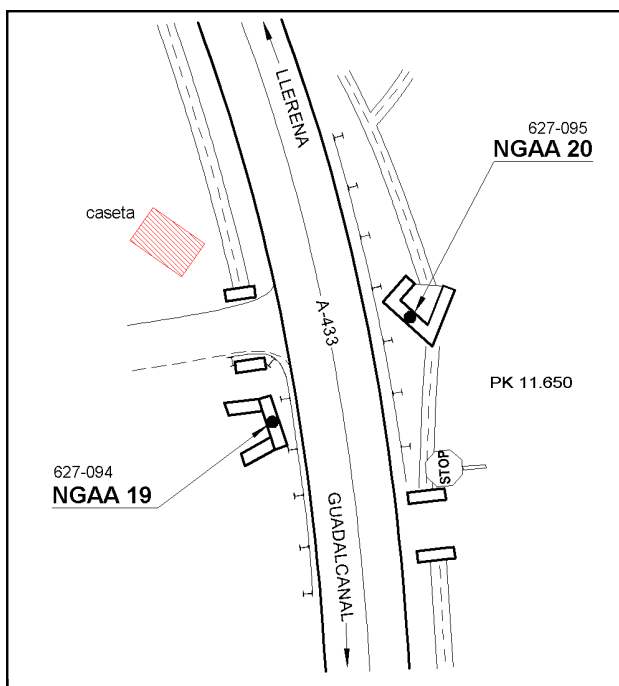 LLERENA
627-095
NGAA 20
caseta
A-433
PK 11.650
STOP
627-094
NGAA 19
GUADALCANAL